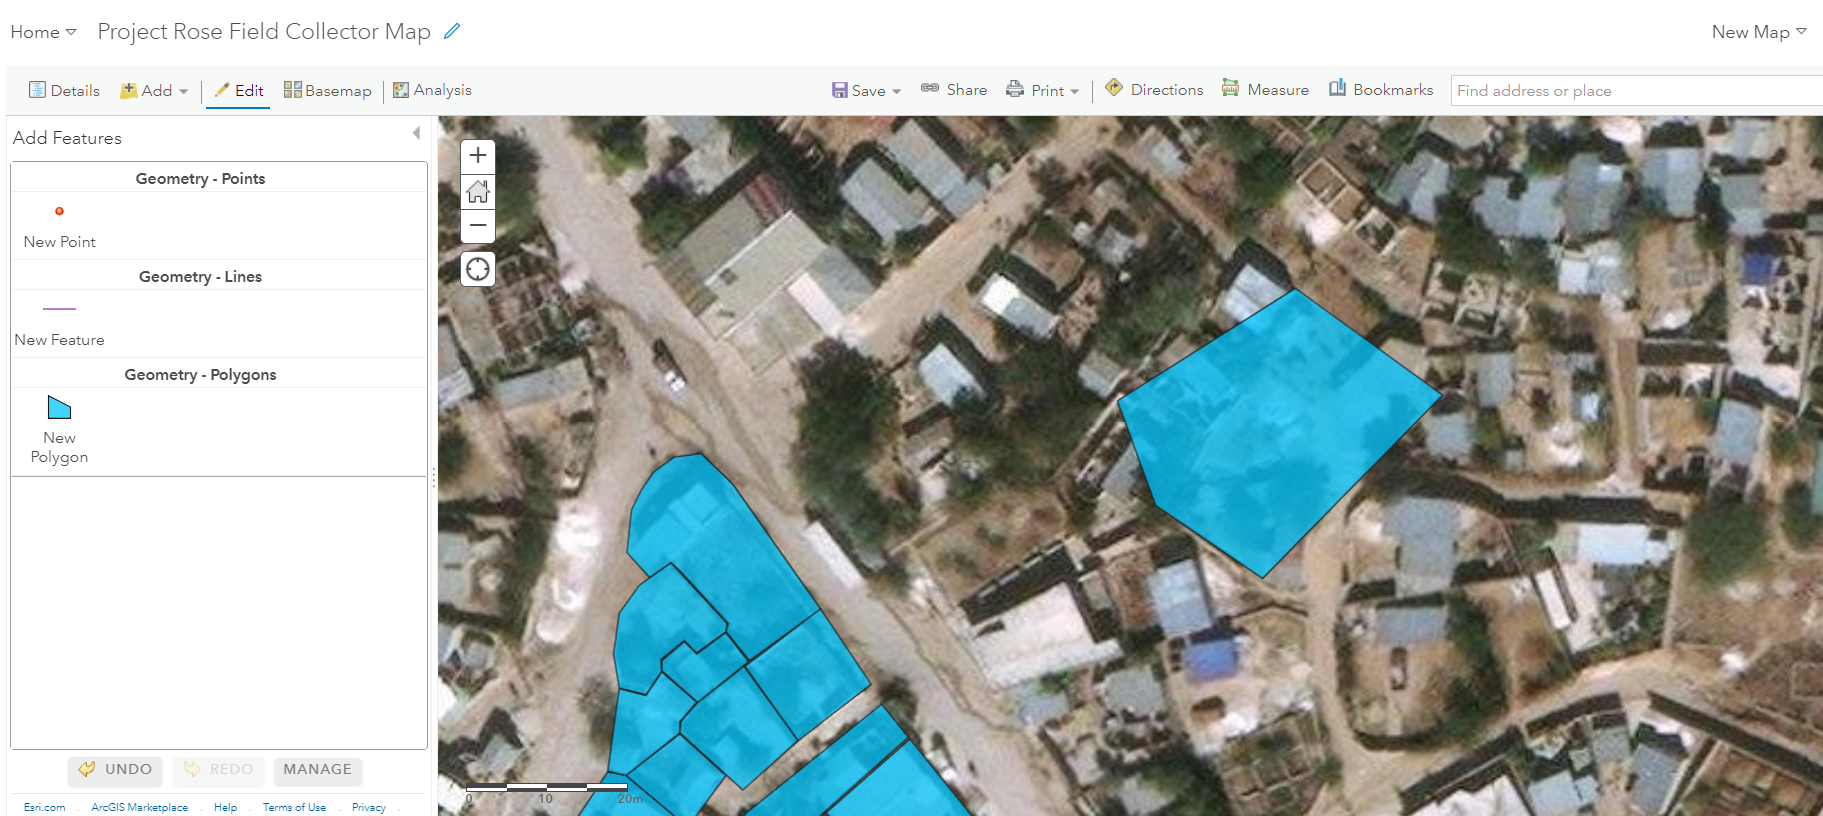 Home Project Rose Field Collector Map New Map
Details Add Edit Basemap Analysis Save Share Print Directions Measure Bookmarks Find address or place
Add Features
Geometry - Points
New Point
Geometry - Lines
New Feature
Geometry - Polygons
New
Polygon
UNDO REDO MANAGE
Esri.com . ArcGIS Marketplace . Help . Terms of Use . Privacy .
0 10 20m